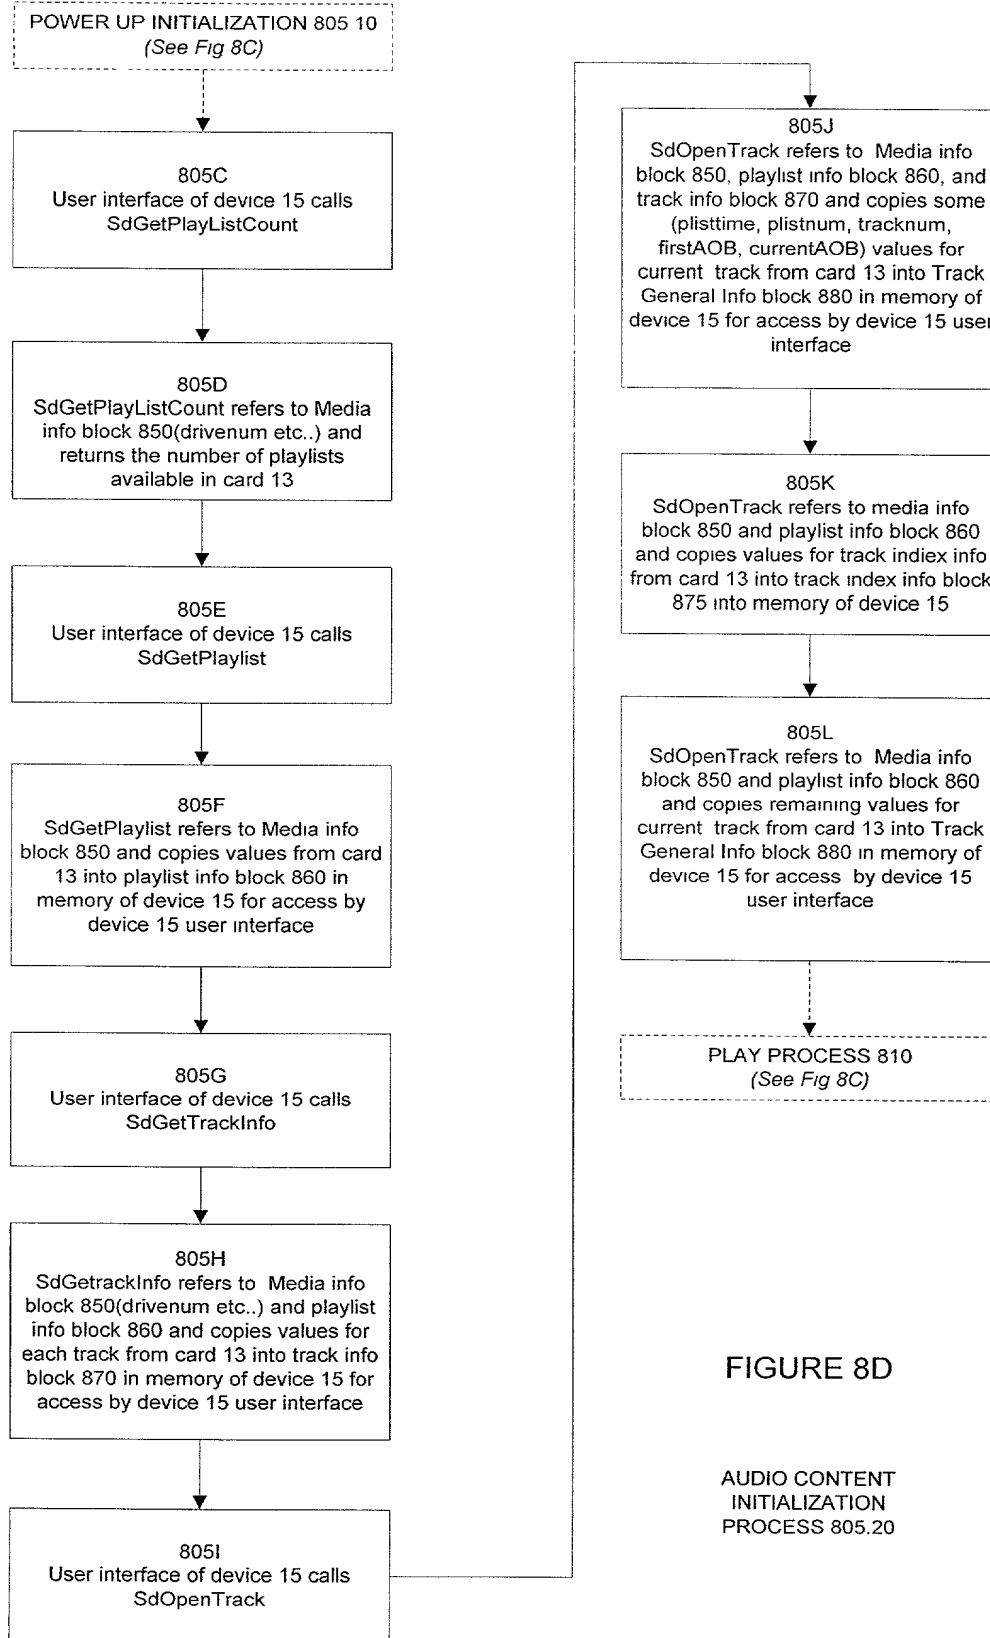 POWER UP INITIALIZATION 805 10
(See Fig 8C)
805C
User interface of device 15 calls
SdGetPlayListCount
805D
SdGetPlayListCount refers to Media
info block 850(drivenum etc..) and
returns the number of playlists
available in card 13
805E
User interface of device 15 calls
SdGetPlaylist
805F
SdGetPlaylist refers to Media info
block 850 and copies values from card
13 into playlist info block 860 in
memory of device 15 for access by
device 15 user interface
805G
User interface of device 15 calls
SdGetTrackInfo
805H
SdGetrackInfo refers to Media info
block 850(drivenum etc..) and playlist
info block 860 and copies values for
each track from card 13 into track info
block 870 in memory of device 15 for
access by device 15 user interface
805I
User interface of device 15 calls
SdOpenTrack
805J
SdOpenTrack refers to Media info
block 850, playlist info block 860, and
track info block 870 and copies some
(plisttime, plistnum, tracknum,
firstAOB, currentAOB) values for
current track from card 13 into Track
General Info block 880 in memory of
device 15 for access by device 15 user
interface
805K
SdOpenTrack refers to media info
block 850 and playlist info block 860
and copies values for track indiex info
from card 13 into track index info block
875 into memory of device 15
805L
SdOpenTrack refers to Media info
block 850 and playlist info block 860
and copies remaining values for
current track from card 13 into Track
General Info block 880 in memory of
device 15 for access by device 15
user interface
PLAY PROCESS 810
(See Fig 8C)
FIGURE 8D
AUDIO CONTENT
INITIALIZATION
PROCESS 805.20